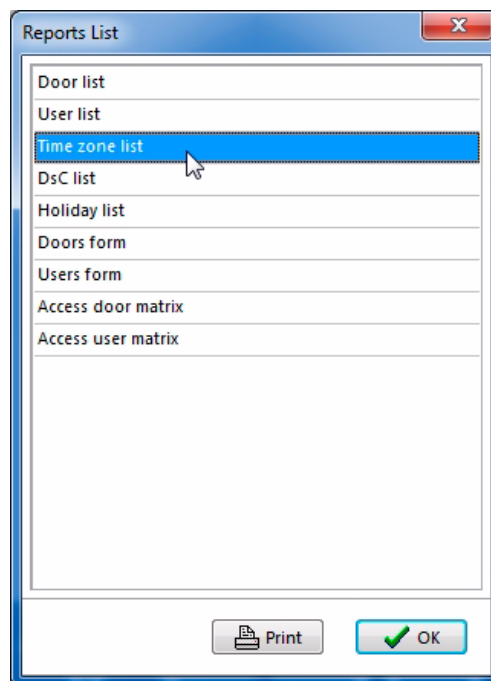 Reports List
Door list
User list
Time zone list
DsC list
Holiday list
Doors form
Users form
Access door matrix
Access user matrix
Print
OK